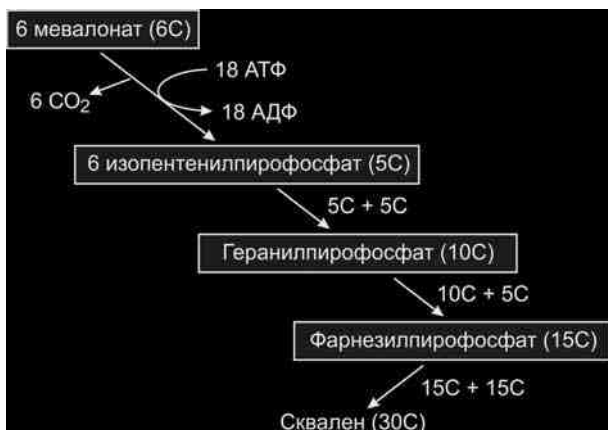 6 мевалонат (6С)
18 АТФ
6 CO₂
18 АДФ
6 изопентенилпирофосфат (5С)
5С + 5С
Геранилпирофосфат (10С)
10С + 5С
Фарнезилпирофосфат (15С)
15С + 15С
Сквален (30С)